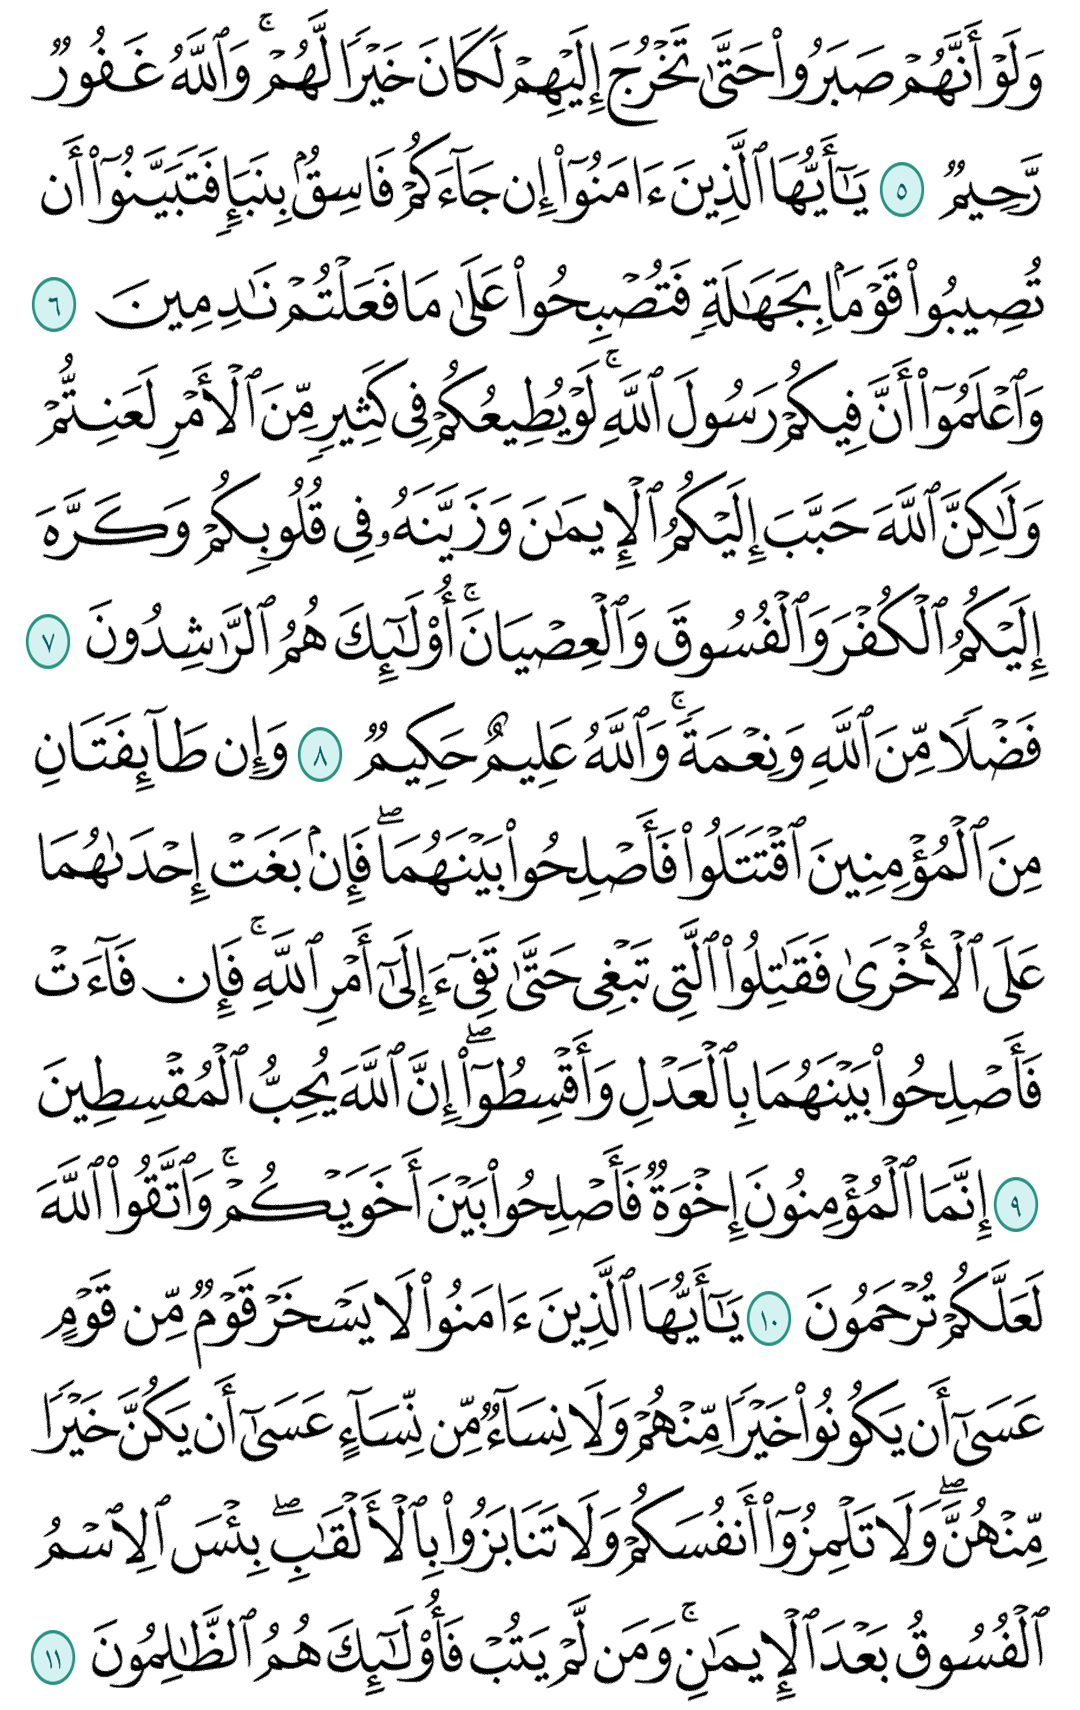 وَلَوۡ أَنَّهُمۡ صَبَرُواْ حَتَّىٰ تَخۡرُجَ إِلَيۡهِمۡ لَكَانَ خَيۡرٗا لَّهُمۡۚ وَٱللَّهُ غَفُورٞ
رَّحِيمٞ ٥ يَٰٓأَيُّهَا ٱلَّذِينَ ءَامَنُوٓاْ إِن جَآءَكُمۡ فَاسِقُۢ بِنَبَإٖ فَتَبَيَّنُوٓاْ أَن
تُصِيبُواْ قَوۡمَۢا بِجَهَٰلَةٖ فَتُصۡبِحُواْ عَلَىٰ مَا فَعَلۡتُمۡ نَٰدِمِينَ ٦
وَٱعۡلَمُوٓاْ أَنَّ فِيكُمۡ رَسُولَ ٱللَّهِۚ لَوۡ يُطِيعُكُمۡ فِي كَثِيرٖ مِّنَ ٱلۡأَمۡرِ لَعَنِتُّمۡ
وَلَٰكِنَّ ٱللَّهَ حَبَّبَ إِلَيۡكُمُ ٱلۡإِيمَٰنَ وَزَيَّنَهُۥ فِي قُلُوبِكُمۡ وَكَرَّهَ
إِلَيۡكُمُ ٱلۡكُفۡرَ وَٱلۡفُسُوقَ وَٱلۡعِصۡيَانَۚ أُوْلَٰٓئِكَ هُمُ ٱلرَّٰشِدُونَ ٧
فَضۡلٗا مِّنَ ٱللَّهِ وَنِعۡمَةٗۚ وَٱللَّهُ عَلِيمٌ حَكِيمٞ ٨ وَإِن طَآئِفَتَانِ
مِنَ ٱلۡمُؤۡمِنِينَ ٱقۡتَتَلُواْ فَأَصۡلِحُواْ بَيۡنَهُمَاۖ فَإِنۢ بَغَتۡ إِحۡدَىٰهُمَا
عَلَى ٱلۡأُخۡرَىٰ فَقَٰتِلُواْ ٱلَّتِي تَبۡغِي حَتَّىٰ تَفِيٓءَ إِلَىٰٓ أَمۡرِ ٱللَّهِۚ فَإِن فَآءَتۡ
فَأَصۡلِحُواْ بَيۡنَهُمَا بِٱلۡعَدۡلِ وَأَقۡسِطُوٓاْۖ إِنَّ ٱللَّهَ يُحِبُّ ٱلۡمُقۡسِطِينَ
٩ إِنَّمَا ٱلۡمُؤۡمِنُونَ إِخۡوَةٞ فَأَصۡلِحُواْ بَيۡنَ أَخَوَيۡكُمۡۚ وَٱتَّقُواْ ٱللَّهَ
لَعَلَّكُمۡ تُرۡحَمُونَ ١٠ يَٰٓأَيُّهَا ٱلَّذِينَ ءَامَنُواْ لَا يَسۡخَرۡ قَوۡمٞ مِّن قَوۡمٍ
عَسَىٰٓ أَن يَكُونُواْ خَيۡرٗا مِّنۡهُمۡ وَلَا نِسَآءٞ مِّن نِّسَآءٍ عَسَىٰٓ أَن يَكُنَّ خَيۡرٗا
مِّنۡهُنَّۖ وَلَا تَلۡمِزُوٓاْ أَنفُسَكُمۡ وَلَا تَنَابَزُواْ بِٱلۡأَلۡقَٰبِۖ بِئۡسَ ٱلِٱسۡمُ
ٱلۡفُسُوقُ بَعۡدَ ٱلۡإِيمَٰنِۚ وَمَن لَّمۡ يَتُبۡ فَأُوْلَٰٓئِكَ هُمُ ٱلظَّٰلِمُونَ ١١